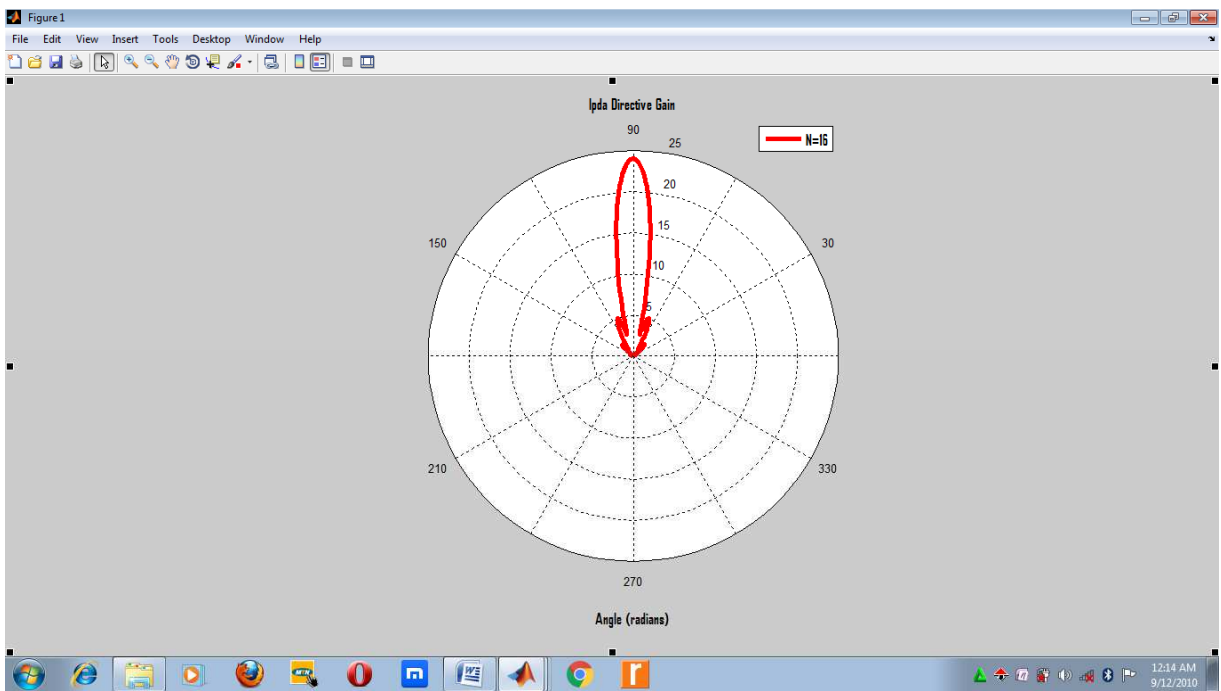 Figure 1
File Edit View Insert Tools Desktop Window Help
lpda Directive Gain
90
25
N=16
20
15
150
30
10
5
210
330
270
Angle (radians)
12:14 AM
9/12/2010